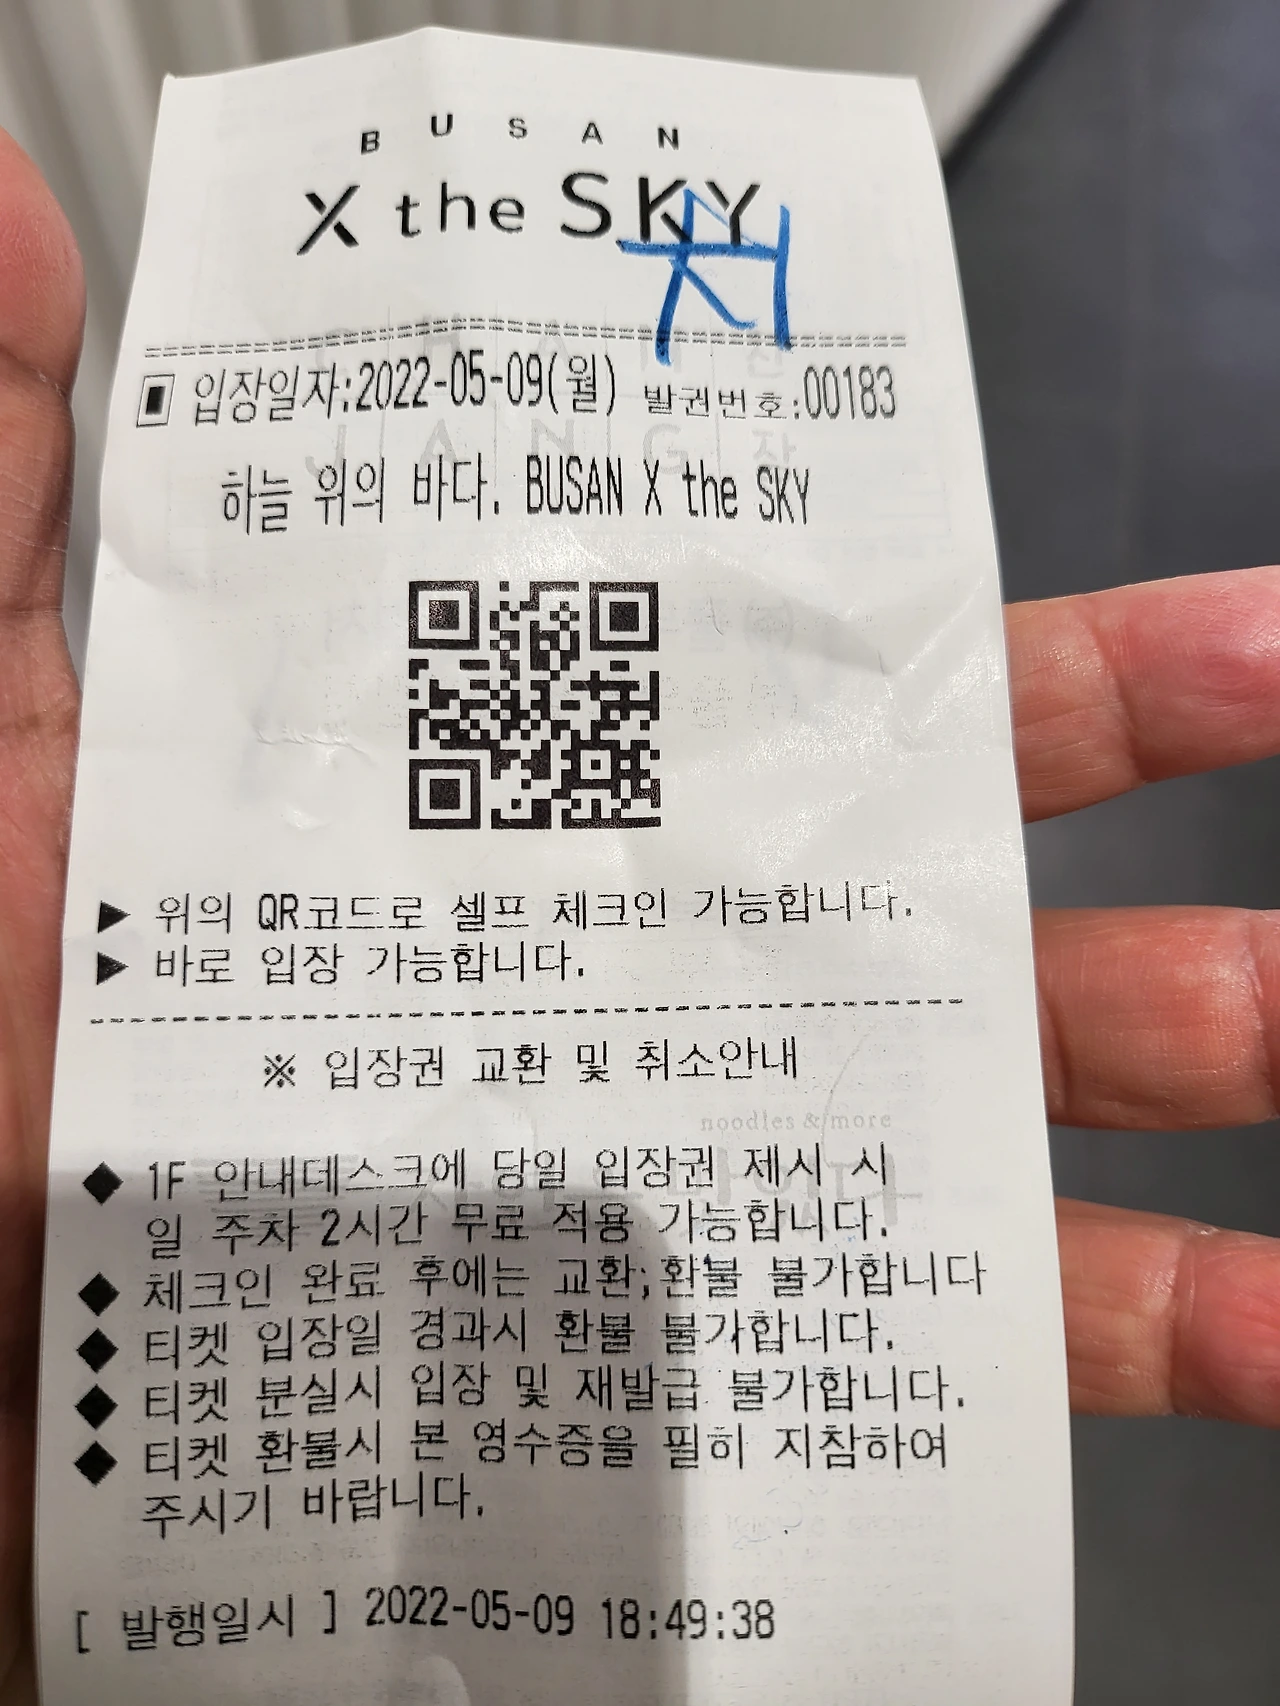 BUSAN
X the SKY
입장일자:2022-05-09(월) 발권번호:00183
하늘 위의 바다. BUSAN X the SKY
▶ 위의 QR코드로 셀프 체크인 가능합니다.
▶ 바로 입장 가능합니다.
※ 입장권 교환 및 취소안내
noodles & more
◆ 1F 안내데스크에 당일 입장권 제시 시
일 주차 2시간 무료 적용 가능합니다.
◆ 체크인 완료 후에는 교환;환불 불가합니다
◆ 티켓 입장일 경과시 환불 불가합니다.
◆ 티켓 분실시 입장 및 재발급 불가합니다.
◆ 티켓 환불시 본 영수증을 필히 지참하여
주시기 바랍니다.
[ 발행일시 ] 2022-05-09 18:49:38